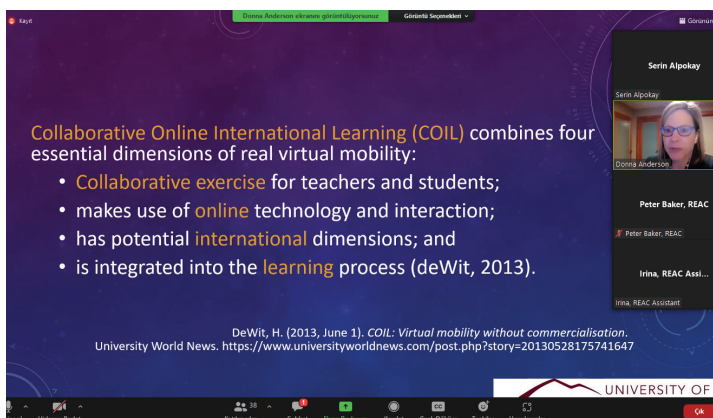 Kayıt
Donna Anderson ekranını görüntülüyorsunuz
Görüntü Seçenekleri
Collaborative Online International Learning (COIL) combines four
essential dimensions of real virtual mobility:
• Collaborative exercise for teachers and students;
• makes use of online technology and interaction;
• has potential international dimensions; and
• is integrated into the learning process (deWit, 2013).
DeWit, H. (2013, June 1). COIL: Virtual mobility without commercialisation.
University World News. https://www.universityworldnews.com/post.php?story=20130528175741647
UNIVERSITY OF
Serin Alpokay
Serin Alpokay
Donna Anderson
Peter Baker, REAC
Peter Baker, REAC
Irina, REAC Assi...
Irina, REAC Assistant
38
1
CC
Çık